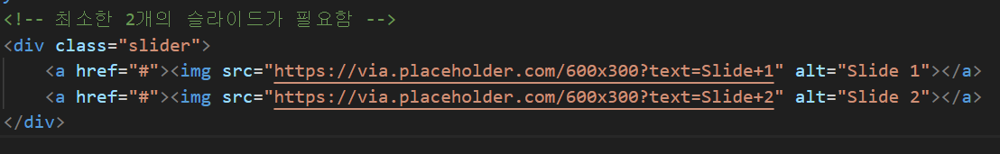 <!-- 최소한 2개의 슬라이드가 필요함 -->
<div class="slider">
<a href="#"><img src="https://via.placeholder.com/600x300?text=Slide+1" alt="Slide 1"></a>
<a href="#"><img src="https://via.placeholder.com/600x300?text=Slide+2" alt="Slide 2"></a>
</div>